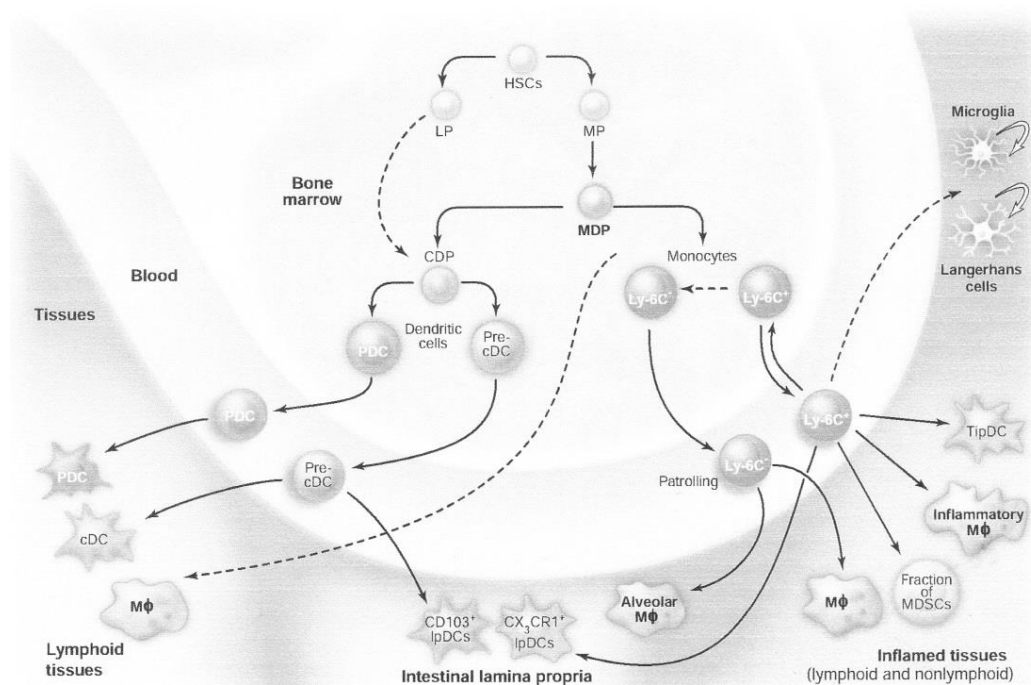 HSCs
LP
MP
Microglia
Bone
marrow
MDP
CDP
Monocytes
Blood
Ly-6C⁻
Ly-6C⁺
Langerhans
cells
Tissues
PDC
Dendritic
cells
Pre-
cDC
PDC
Ly-6C⁺
TipDC
Pre-
cDC
Ly-6C⁻
PDC
Patrolling
cDC
Inflammatory
Mϕ
Mϕ
Alveolar
Mϕ
Mϕ
Fraction
of
MDSCs
CD103⁺
lpDCs
CX₃CR1⁺
lpDCs
Lymphoid
tissues
Intestinal lamina propria
Inflamed tissues
(lymphoid and nonlymphoid)